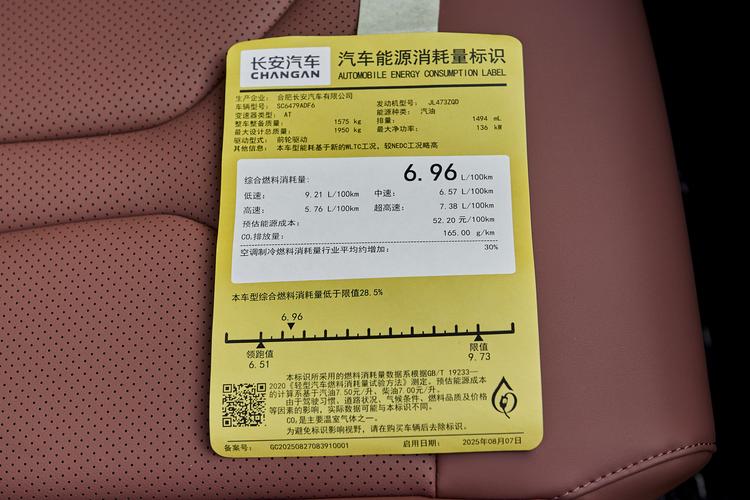 长安汽车
CHANGAN
汽车能源消耗量标识
AUTOMOBILE ENERGY CONSUMPTION LABEL
生产企业: 合肥长安汽车有限公司
车辆型号: SC6479ADF6 发动机型号: JL473ZQD
变速器类型: AT 能源种类: 汽油
整车整备质量: 1575 kg 排量: 1494 mL
最大设计总质量: 1950 kg 最大净功率: 136 kW
驱动型式: 前轮驱动
其他信息: 本车型能耗基于新的WLTC工况，较NEDC工况略高
综合燃料消耗量: 6.96 L/100km
低速: 9.21 L/100km 中速: 6.57 L/100km
高速: 5.76 L/100km 超高速: 7.38 L/100km
预估能源成本: 52.20 元/100km
CO₂排放量: 165.00 g/km
空调制冷燃料消耗量行业平均约增加: 30%
本车型综合燃料消耗量低于限值28.5%
6.96
领跑值 限值
6.51 9.73
本标识所采用的燃料消耗量数据系根据GB/T 19233—
2020《轻型汽车燃料消耗量试验方法》测定。预估能源成本
的计算系基于汽油7.50元/升、柴油7.00元/升。
由于驾驶习惯、道路状况、气候条件、燃料品质及价格
等因素的影响，实际数据可能与本标识不同。
CO₂是主要温室气体之一。
为避免标识影响视野，请在购买车辆后去除标识。
备案号: GC20250827083910001 启用日期: 2025年08月07日